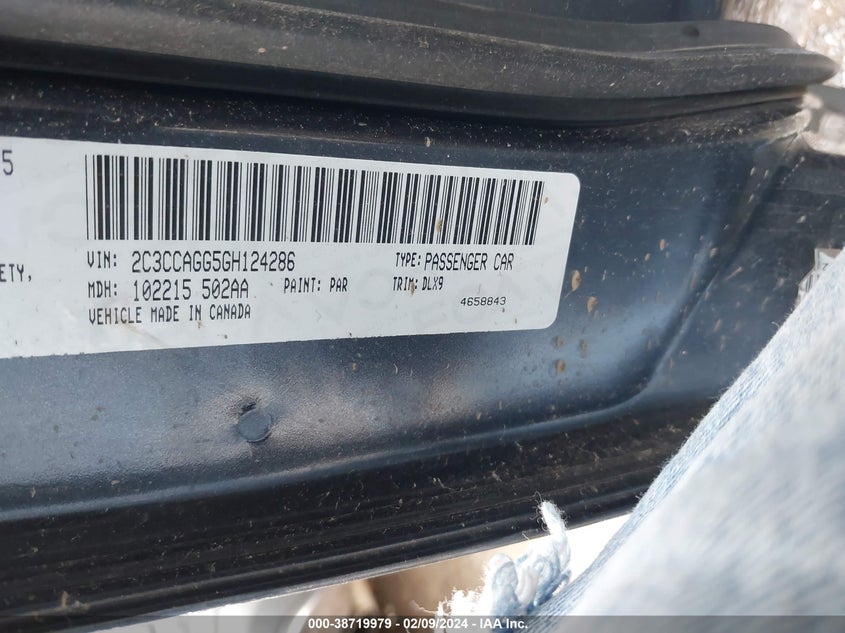 5
ETY,
VIN: 2C3CCAGG5GH124286 TYPE: PASSENGER CAR
MDH: 102215 502AA PAINT: PAR TRIM: DLX9
4658843
VEHICLE MADE IN CANADA
000-38719979 - 02/09/2024 - IAA Inc.